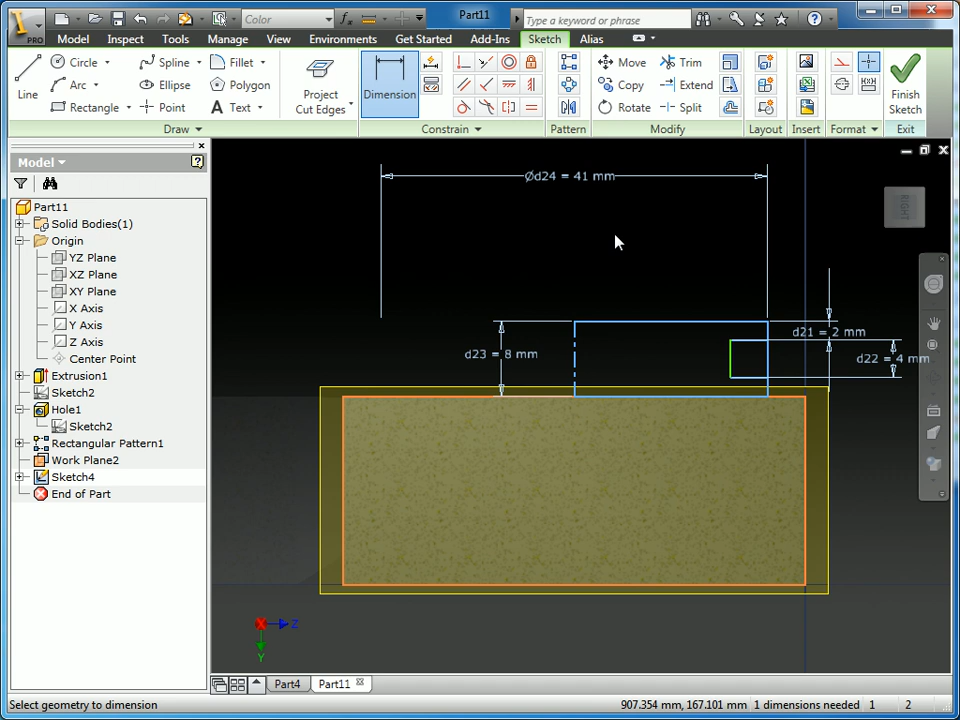 Color
Part11
Type a keyword or phrase
PRO
Model Inspect Tools Manage View Environments Get Started Add-Ins Sketch Alias
Line
Circle
Arc
Rectangle
Spline
Ellipse
Point
Fillet
Polygon
Text
Project
Cut Edges
Dimension
Move
Copy
Rotate
Trim
Extend
Split
Finish
Sketch
Draw Constrain Pattern Modify Layout Insert Format Exit
Model
Part11
Solid Bodies(1)
Origin
YZ Plane
XZ Plane
XY Plane
X Axis
Y Axis
Z Axis
Center Point
Extrusion1
Sketch2
Hole1
Sketch2
Rectangular Pattern1
Work Plane2
Sketch4
End of Part
Ød24 = 41 mm
RIGHT
d21 = 2 mm
d23 = 8 mm
d22 = 4 mm
Z
Y
Part4 Part11
Select geometry to dimension
907.354 mm, 167.101 mm 1 dimensions needed 1 2